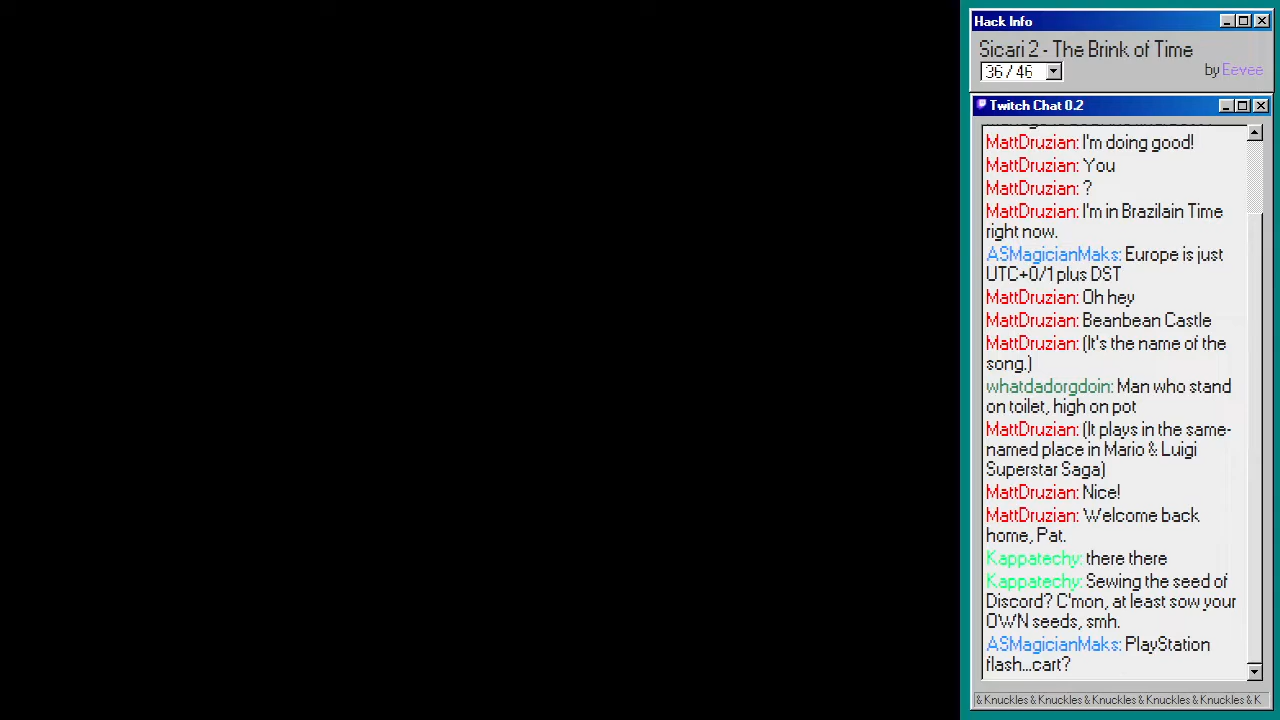 Hack Info
Sicari 2 - The Brink of Time
36 / 46
by Eevee
Twitch Chat 0.2
MattDruzian: I'm doing good!
MattDruzian: You
MattDruzian: ?
MattDruzian: I'm in Brazilain Time
right now.
ASMagicianMaks: Europe is just
UTC+0/1 plus DST
MattDruzian: Oh hey
MattDruzian: Beanbean Castle
MattDruzian: (It's the name of the
song.)
whatdadorgdoin: Man who stand
on toilet, high on pot
MattDruzian: (It plays in the same-
named place in Mario & Luigi
Superstar Saga)
MattDruzian: Nice!
MattDruzian: Welcome back
home, Pat.
Kappatechy: there there
Kappatechy: Sewing the seed of
Discord? C'mon, at least sow your
OWN seeds, smh.
ASMagicianMaks: PlayStation
flash...cart?
& Knuckles & Knuckles & Knuckles & Knuckles & Knuckles & K